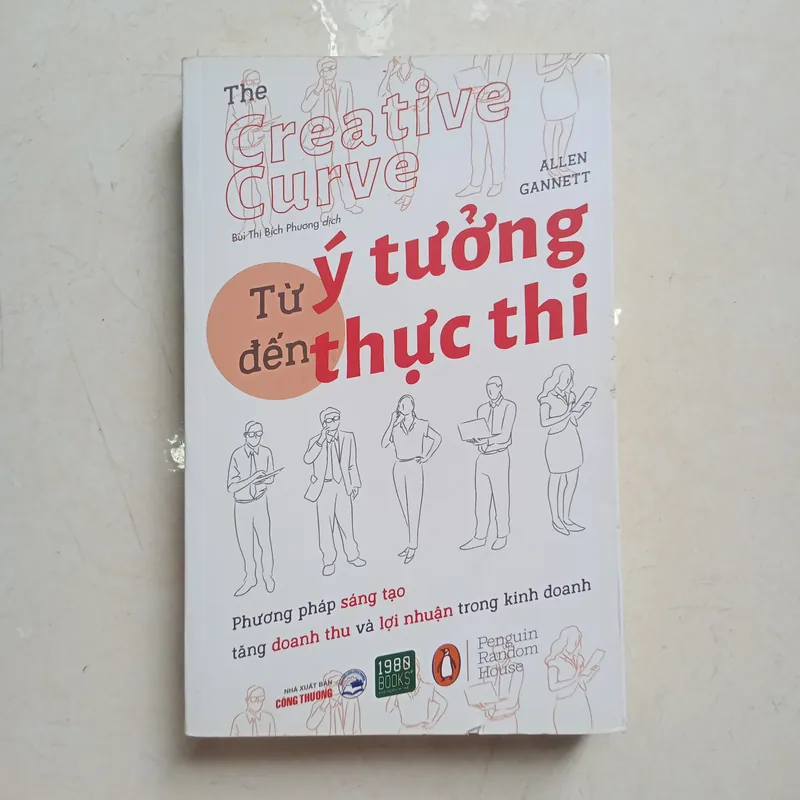 The
Creative
Curve
ALLEN
GANNETT
Bùi Thị Bích Phương dịch
Từ ý tưởng
đến thực thi
Phương pháp sáng tạo
tăng doanh thu và lợi nhuận trong kinh doanh
NHÀ XUẤT BẢN
CÔNG THƯƠNG
1980
BOOKS
Penguin
Random
House